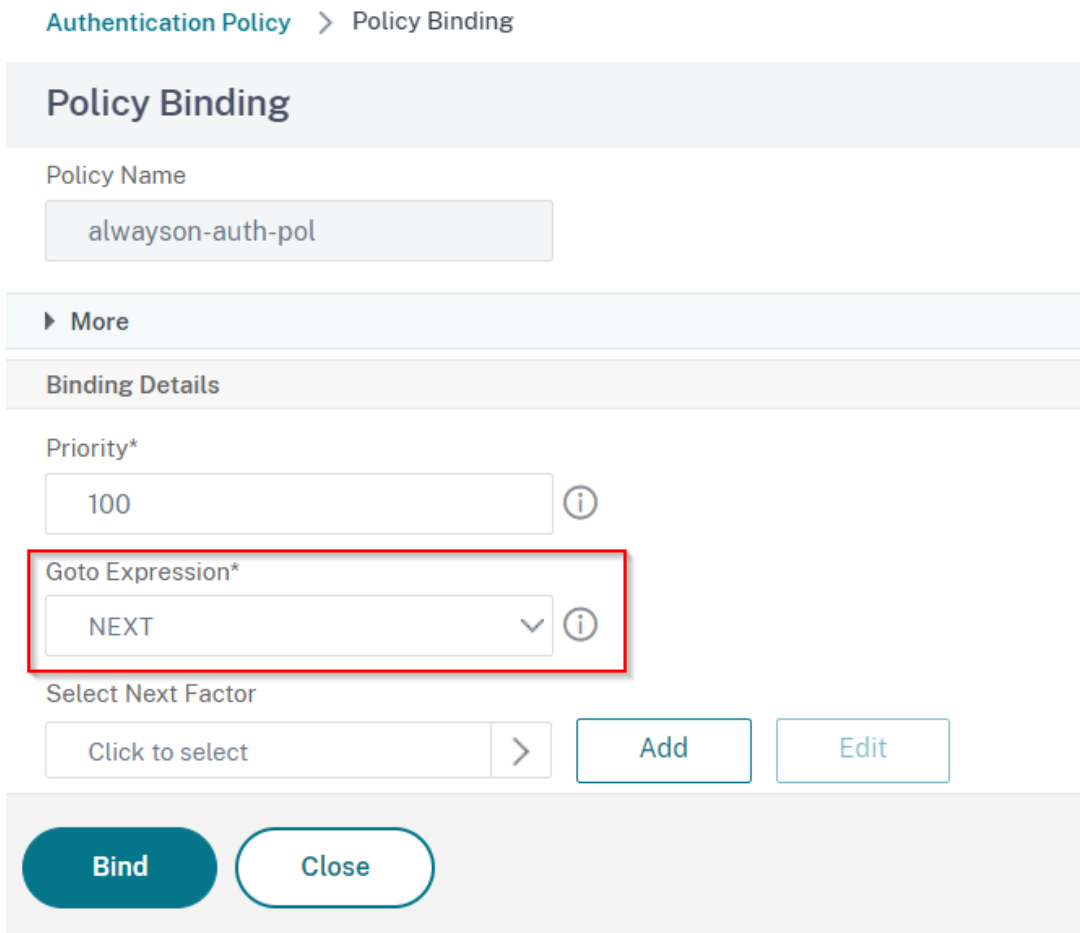 Authentication Policy > Policy Binding
Policy Binding
Policy Name
alwayson-auth-pol
More
Binding Details
Priority*
100
Goto Expression*
NEXT
Select Next Factor
Click to select
Add
Edit
Bind
Close